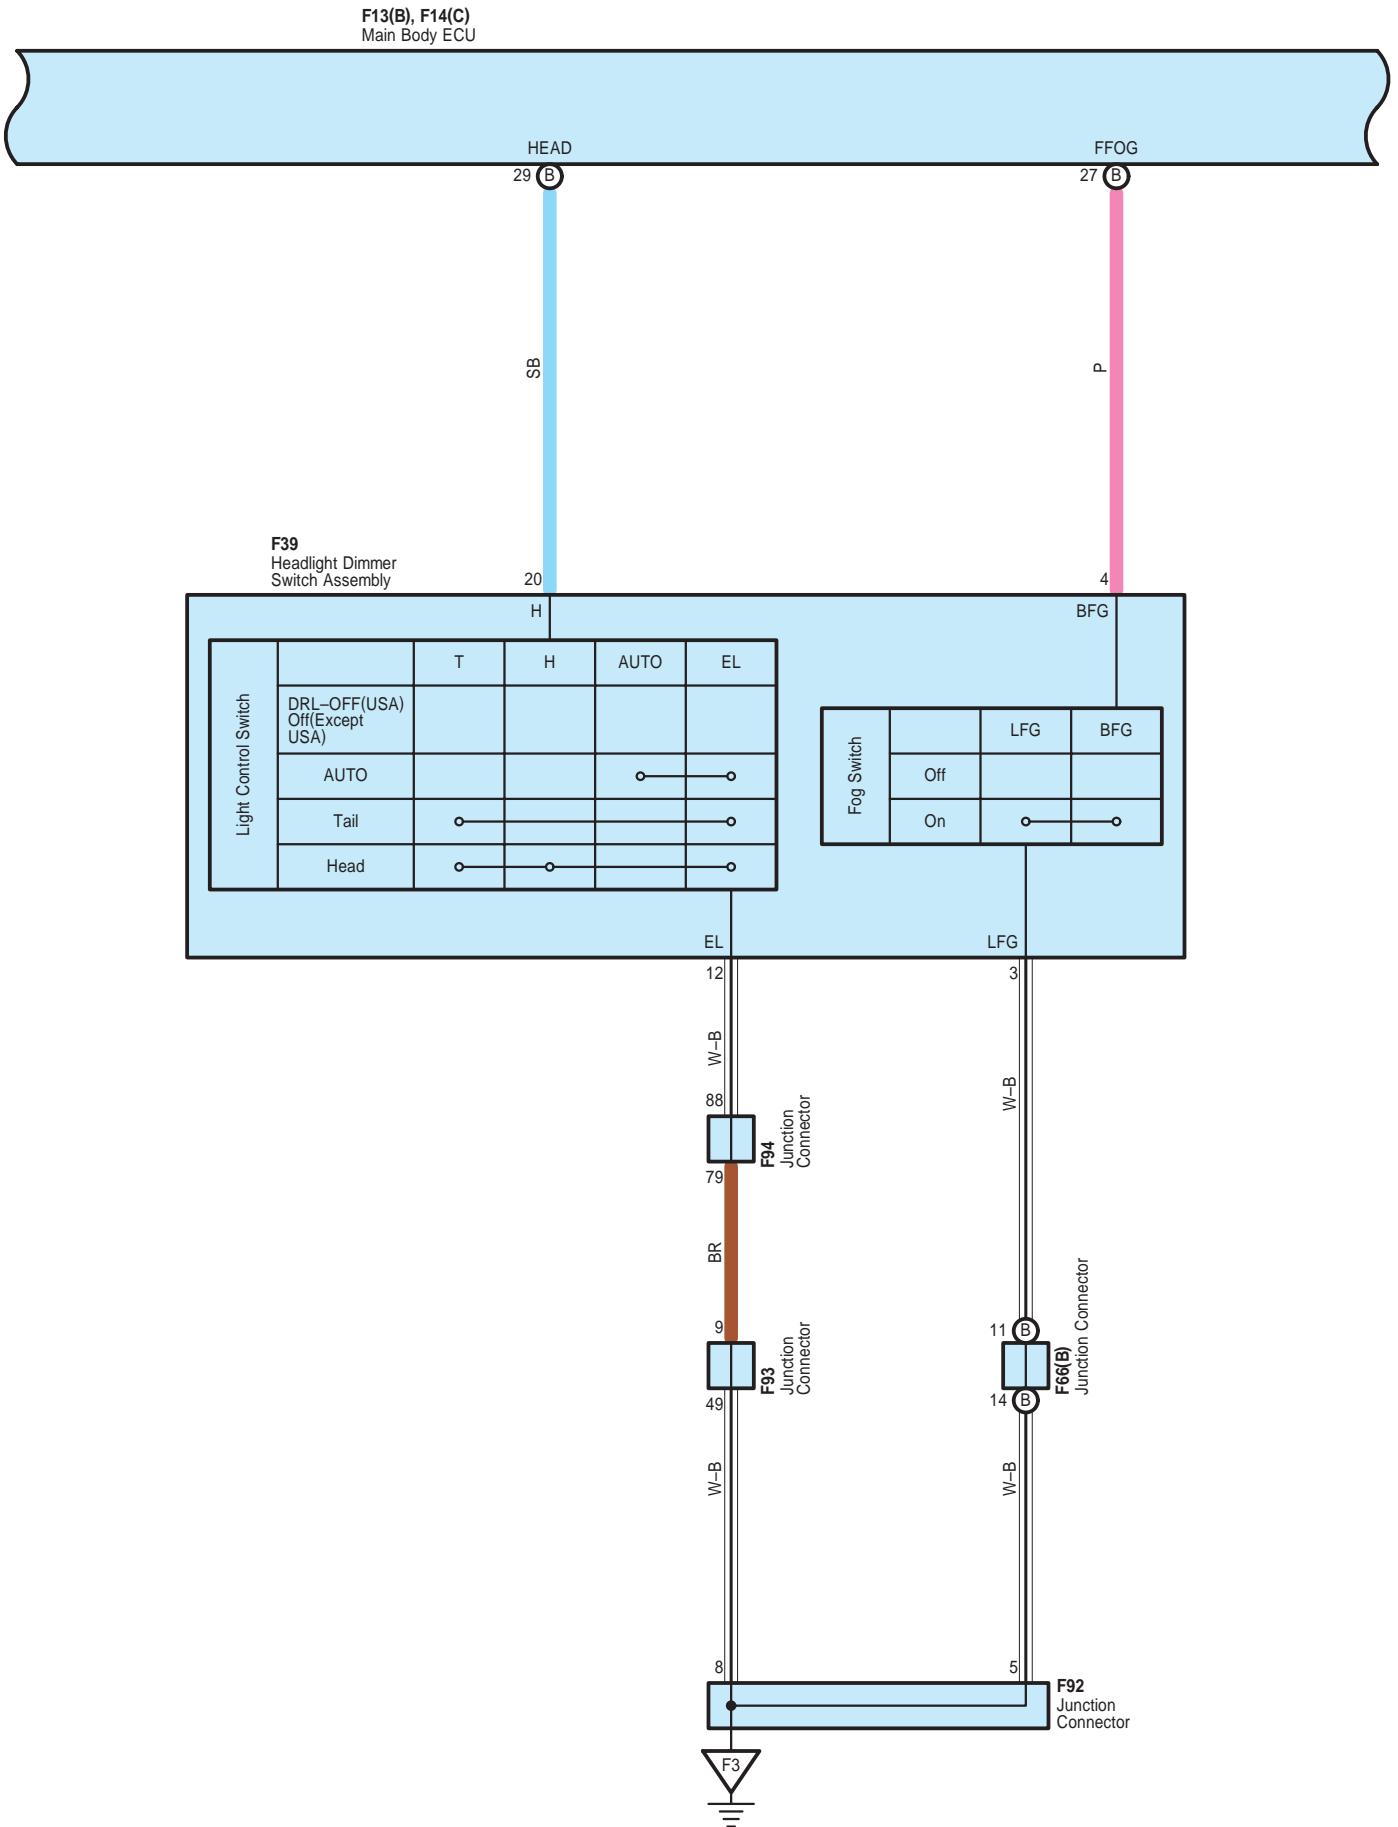 F13(B), F14(C)
Main Body ECU
HEAD
FFOG
29 B
27 B
SB
P
F39
Headlight Dimmer
Switch Assembly
20
4
H
BFG
Light Control Switch
T H AUTO EL
DRL–OFF(USA)
Off(Except
USA)
AUTO
Tail
Head
Fog Switch
LFG BFG
Off
On
EL
LFG
12
3
W–B
W–B
88
F94
Junction
Connector
79
BR
9
F93
Junction
Connector
49
11 B
F66(B)
Junction Connector
14 B
W–B
W–B
8
5
F92
Junction
Connector
F3